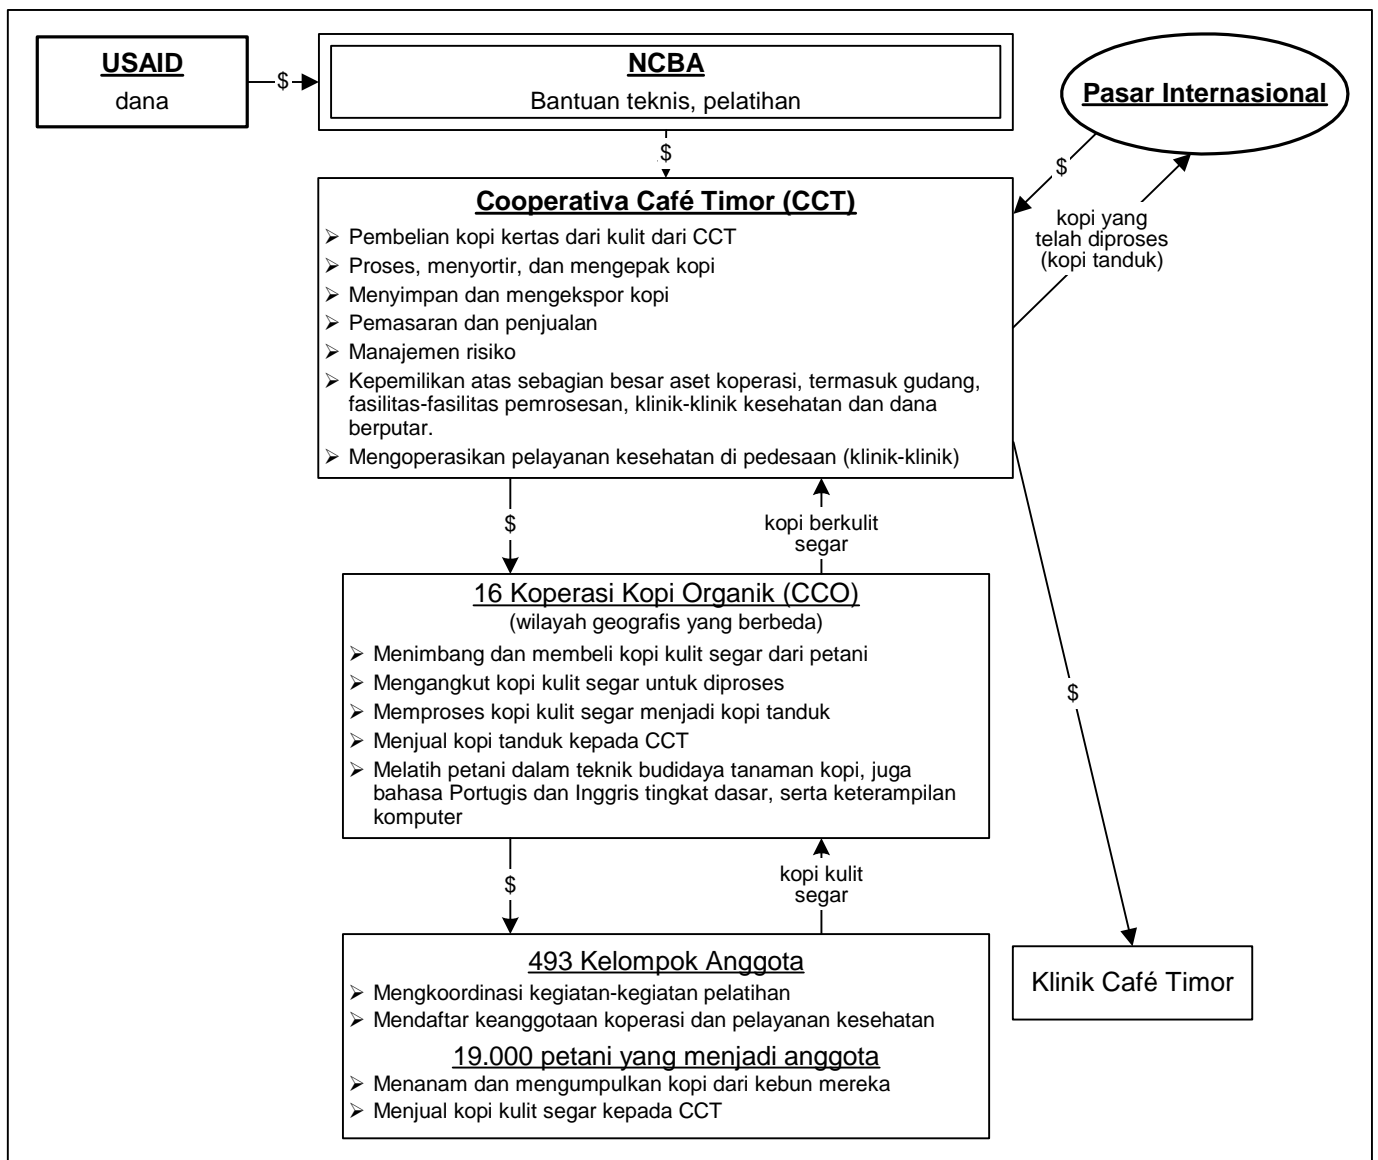 USAID
dana
$
NCBA
Bantuan teknis, pelatihan
Pasar Internasional
$
$
kopi yang
telah diproses
(kopi tanduk)
Cooperativa Café Timor (CCT)
➢ Pembelian kopi kertas dari kulit dari CCT
➢ Proses, menyortir, dan mengepak kopi
➢ Menyimpan dan mengekspor kopi
➢ Pemasaran dan penjualan
➢ Manajemen risiko
➢ Kepemilikan atas sebagian besar aset koperasi, termasuk gudang,
fasilitas-fasilitas pemrosesan, klinik-klinik kesehatan dan dana
berputar.
➢ Mengoperasikan pelayanan kesehatan di pedesaan (klinik-klinik)
$
kopi berkulit
segar
16 Koperasi Kopi Organik (CCO)
(wilayah geografis yang berbeda)
➢ Menimbang dan membeli kopi kulit segar dari petani
➢ Mengangkut kopi kulit segar untuk diproses
➢ Memproses kopi kulit segar menjadi kopi tanduk
➢ Menjual kopi tanduk kepada CCT
➢ Melatih petani dalam teknik budidaya tanaman kopi, juga
bahasa Portugis dan Inggris tingkat dasar, serta keterampilan
komputer
$
$
kopi kulit
segar
493 Kelompok Anggota
➢ Mengkoordinasi kegiatan-kegiatan pelatihan
➢ Mendaftar keanggotaan koperasi dan pelayanan kesehatan
19.000 petani yang menjadi anggota
➢ Menanam dan mengumpulkan kopi dari kebun mereka
➢ Menjual kopi kulit segar kepada CCT
Klinik Café Timor